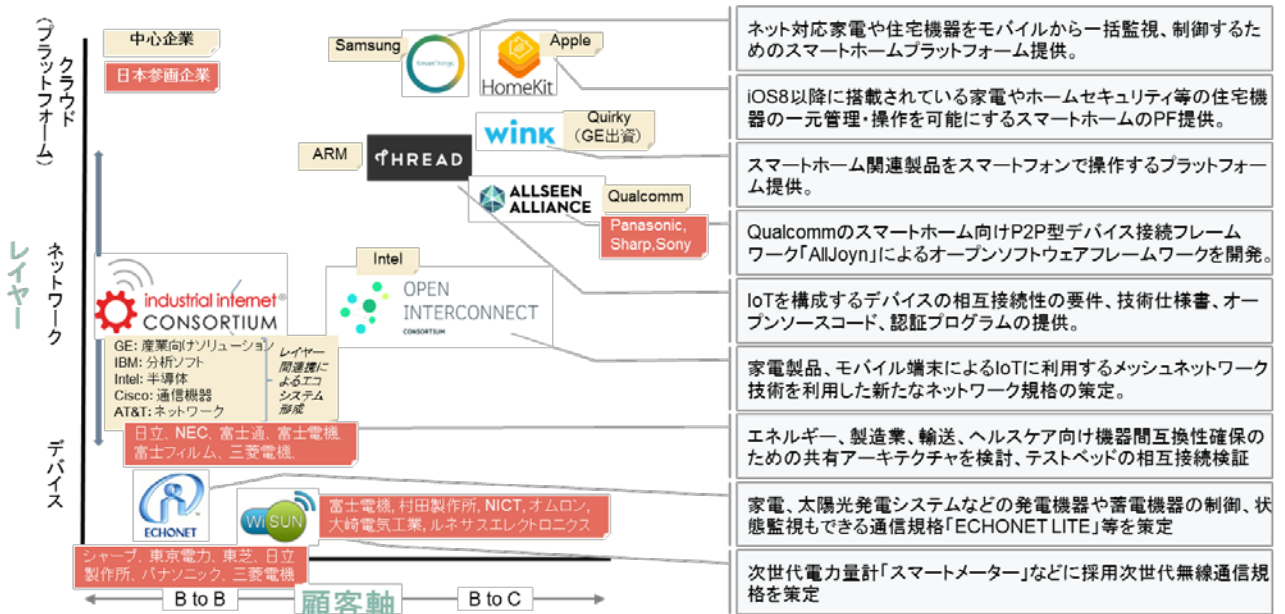 クラウド
(プラットフォーム)
レイヤー
ネットワーク
デバイス
中心企業
日本参画企業
Samsung
Apple
HomeKit
wink
Quirky
(GE出資)
ARM
THREAD
ALLSEEN
ALLIANCE
Qualcomm
Panasonic,
Sharp,Sony
industrial internet®
CONSORTIUM
Intel
OPEN
INTERCONNECT
CONSORTIUM
GE: 産業向けソリューション
IBM: 分析ソフト
Intel: 半導体
Cisco: 通信機器
AT&T: ネットワーク
レイヤー
間連携に
よるエコ
システム
形成
日立、NEC、富士通、富士電機、
富士フィルム、三菱電機、
ECHONET
Wi SUN
富士電機, 村田製作所, NICT, オムロン,
大崎電気工業, ルネサスエレクトロニクス
シャープ、東京電力、東芝、日立
製作所、パナソニック、三菱電機
B to B
顧客軸
B to C
ネット対応家電や住宅機器をモバイルから一括監視、制御するた
めのスマートホームプラットフォーム提供。
iOS8以降に搭載されている家電やホームセキュリティ等の住宅機
器の一元管理・操作を可能にするスマートホームのPF提供。
スマートホーム関連製品をスマートフォンで操作するプラットフォー
ム提供。
Qualcommのスマートホーム向けP2P型デバイス接続フレーム
ワーク「AllJoyn」によるオープンソフトウェアフレームワークを開発。
IoTを構成するデバイスの相互接続性の要件、技術仕様書、オー
プンソースコード、認証プログラムの提供。
家電製品、モバイル端末によるIoTに利用するメッシュネットワーク
技術を利用した新たなネットワーク規格の策定。
エネルギー、製造業、輸送、ヘルスケア向け機器間互換性確保の
ための共有アーキテクチャを検討、テストベッドの相互接続検証
家電、太陽光発電システムなどの発電機器や蓄電機器の制御、状
態監視もできる通信規格「ECHONET LITE」等を策定
次世代電力量計「スマートメーター」などに採用次世代無線通信規
格を策定